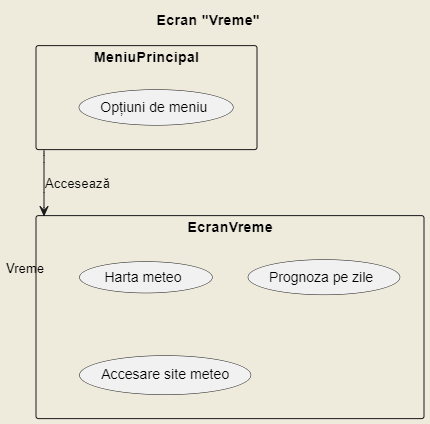 Ecran "Vreme"
MeniuPrincipal
Opțiuni de meniu
Accesează
EcranVreme
Vreme
Harta meteo
Prognoza pe zile
Accesare site meteo